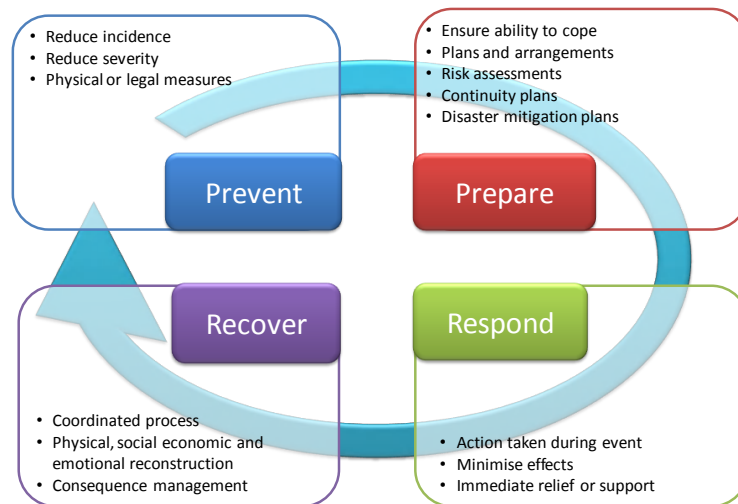 • Reduce incidence
• Reduce severity
• Physical or legal measures
Prevent
• Ensure ability to cope
• Plans and arrangements
• Risk assessments
• Continuity plans
• Disaster mitigation plans
Prepare
Recover
• Coordinated process
• Physical, social economic and
emotional reconstruction
• Consequence management
Respond
• Action taken during event
• Minimise effects
• Immediate relief or support